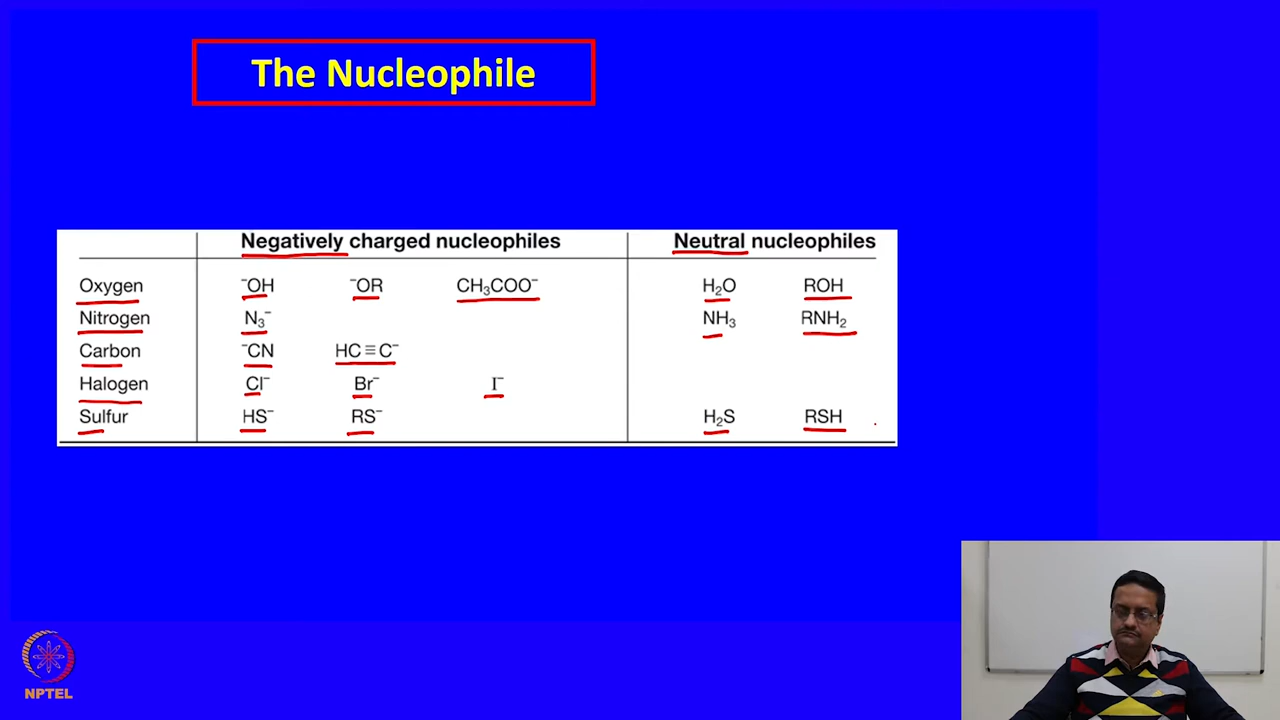 The Nucleophile
Negatively charged nucleophiles Neutral nucleophiles
Oxygen ⁻OH ⁻OR CH₃COO⁻ H₂O ROH
Nitrogen N₃⁻ NH₃ RNH₂
Carbon ⁻CN HC≡C⁻
Halogen Cl⁻ Br⁻ I⁻
Sulfur HS⁻ RS⁻ H₂S RSH
NPTEL